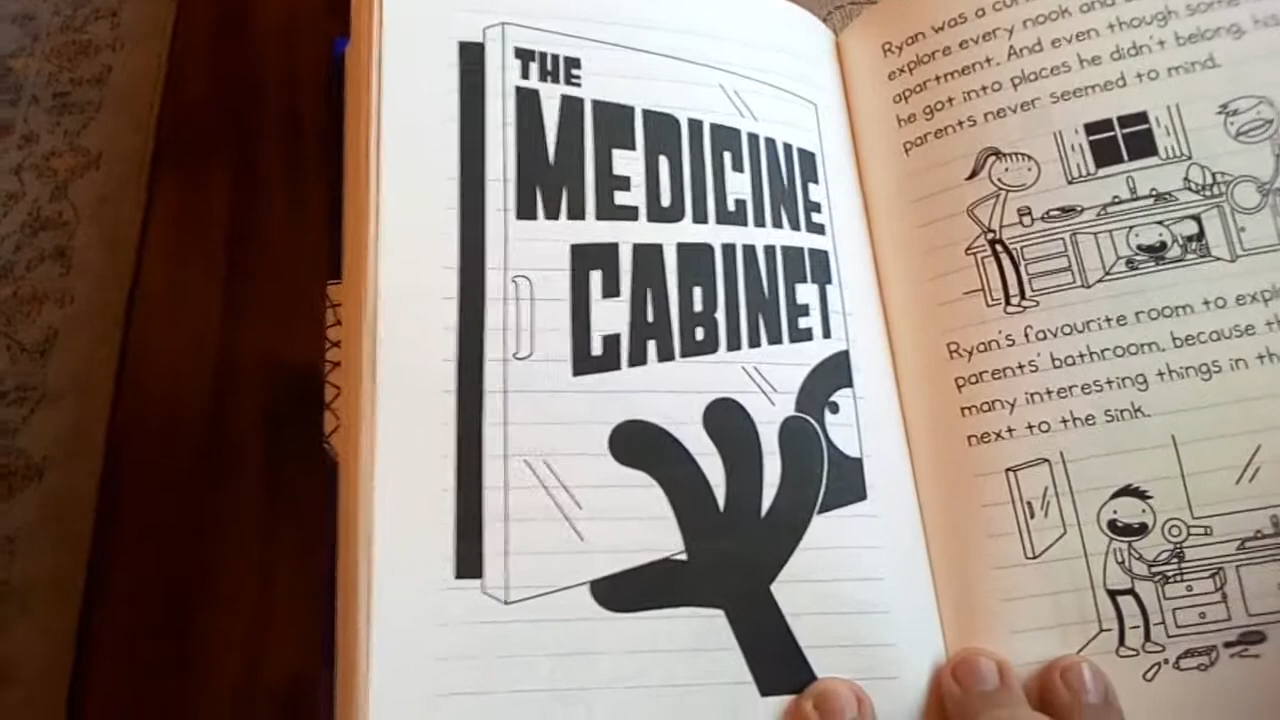 THE
MEDICINE
CABINET
Ryan was a
explore every nook and
apartment. And even though
he got into places he didn't belong, his
parents never seemed to mind.
Ryan's favourite room to
parents' bathroom, because
many interesting things in
next to the sink.